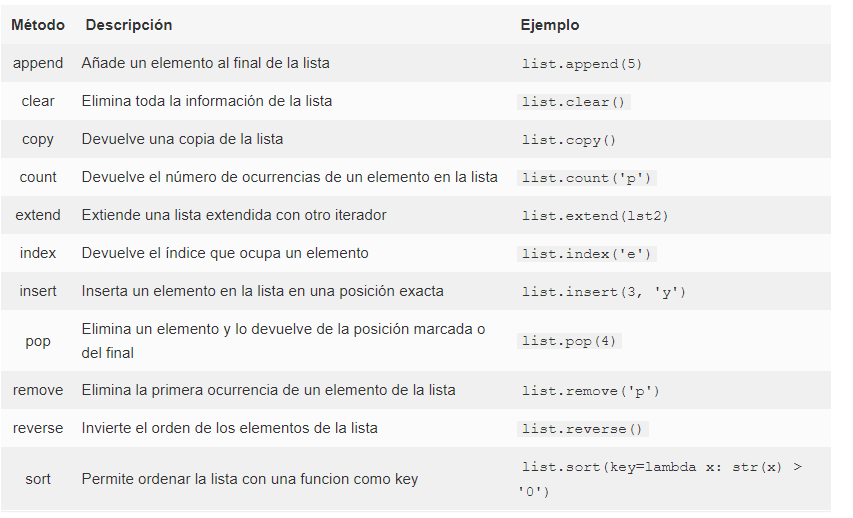 Método Descripción Ejemplo
append Añade un elemento al final de la lista list.append(5)
clear Elimina toda la información de la lista list.clear()
copy Devuelve una copia de la lista list.copy()
count Devuelve el número de ocurrencias de un elemento en la lista list.count('p')
extend Extiende una lista extendida con otro iterador list.extend(lst2)
index Devuelve el índice que ocupa un elemento list.index('e')
insert Inserta un elemento en la lista en una posición exacta list.insert(3, 'y')
pop Elimina un elemento y lo devuelve de la posición marcada o
del final list.pop(4)
remove Elimina la primera ocurrencia de un elemento de la lista list.remove('p')
reverse Invierte el orden de los elementos de la lista list.reverse()
sort Permite ordenar la lista con una funcion como key list.sort(key=lambda x: str(x) >
'0')